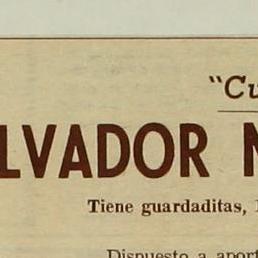 "Cu
LVADOR
Tiene guardaditas,
Dispuesto a aport